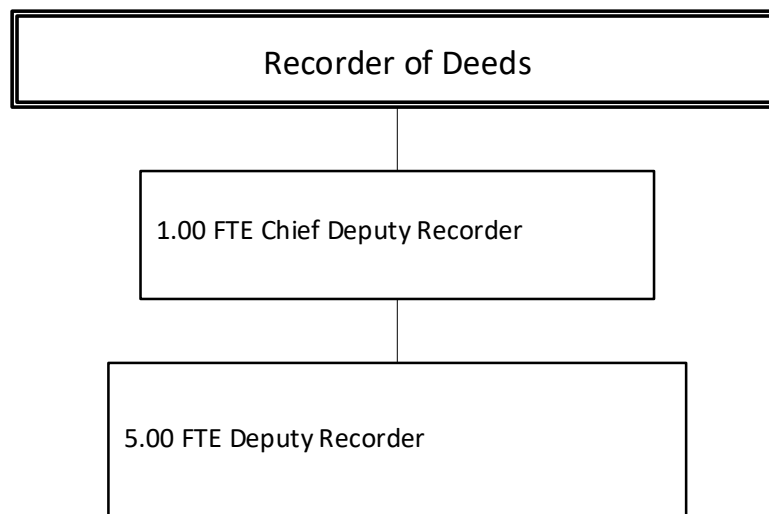 Recorder of Deeds
1.00 FTE Chief Deputy Recorder
5.00 FTE Deputy Recorder